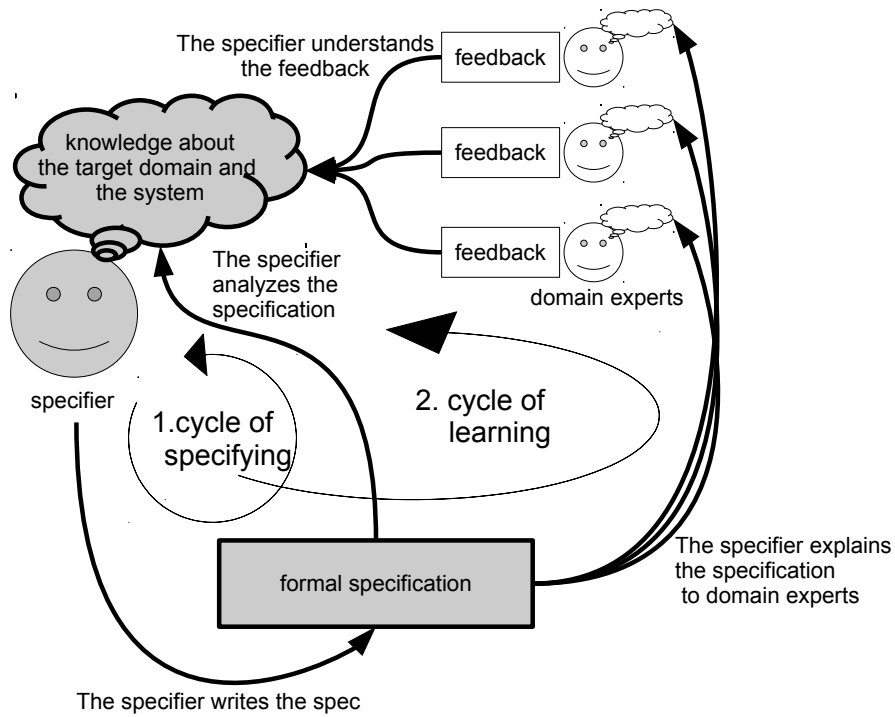 The specifier understands
the feedback
feedback
feedback
feedback
domain experts
knowledge about
the target domain and
the system
The specifier
analyzes the
specification
specifier
1.cycle of
specifying
2. cycle of
learning
formal specification
The specifier explains
the specification
to domain experts
The specifier writes the spec